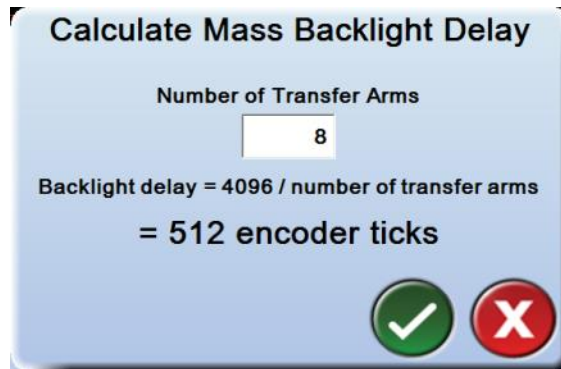 Calculate Mass Backlight Delay
Number of Transfer Arms
8
Backlight delay = 4096 / number of transfer arms
= 512 encoder ticks